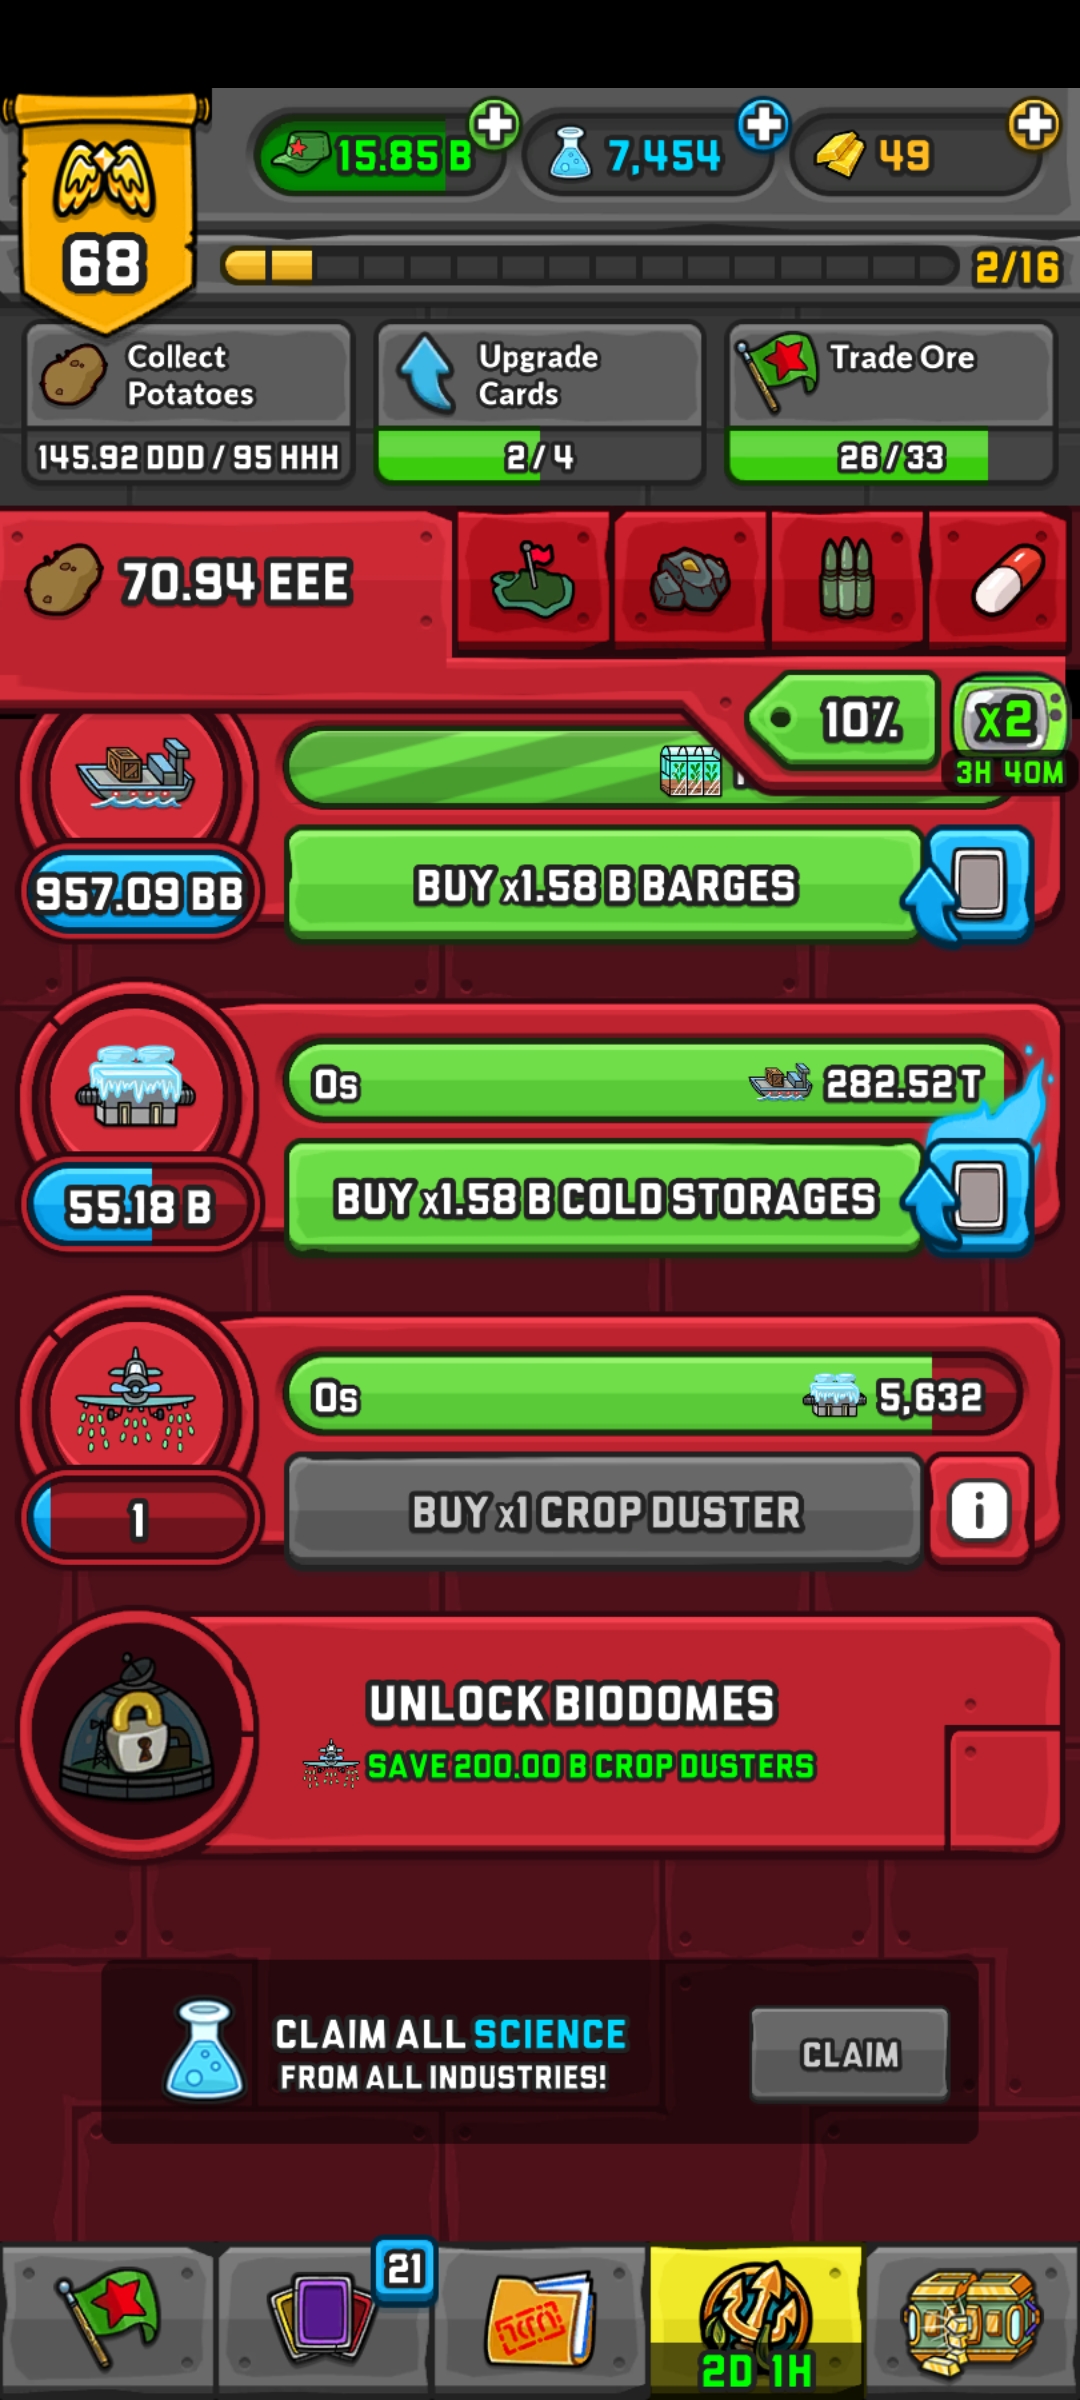 15.85 B
7,454
49
68
2/16
Collect
Potatoes
145.92 DDD / 95 HHH
Upgrade
Cards
2/4
Trade Ore
26/33
70.94 EEE
10%
x2
3H 40M
957.09 BB
BUY x1.58 B BARGES
0s
282.52 T
55.18 B
BUY x1.58 B COLD STORAGES
0s
5,632
1
BUY x1 CROP DUSTER
i
UNLOCK BIODOMES
SAVE 200.00 B CROP DUSTERS
CLAIM ALL SCIENCE
FROM ALL INDUSTRIES!
CLAIM
21
2D 1H